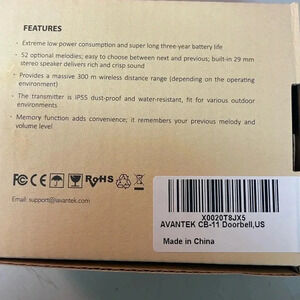 FEATURES
· Extreme low power consumption and super long three-year battery life
· 52 optional melodies; easy to choose between next and previous; built-in 29 mm
stereo speaker delivers rich and crisp sound
· Provides a massive 300 m wireless distance range (depending on the operating
environment)
· The transmitter is IP55 dust-proof and water-resistant, fit for various outdoor
environments
· Memory function adds convenience; it remembers your previous melody and
volume level
FCC CE RoHS
Email: support@iavantek.com
X0020T8JX5
AVANTEK CB-11 Doorbell,US
Made in China